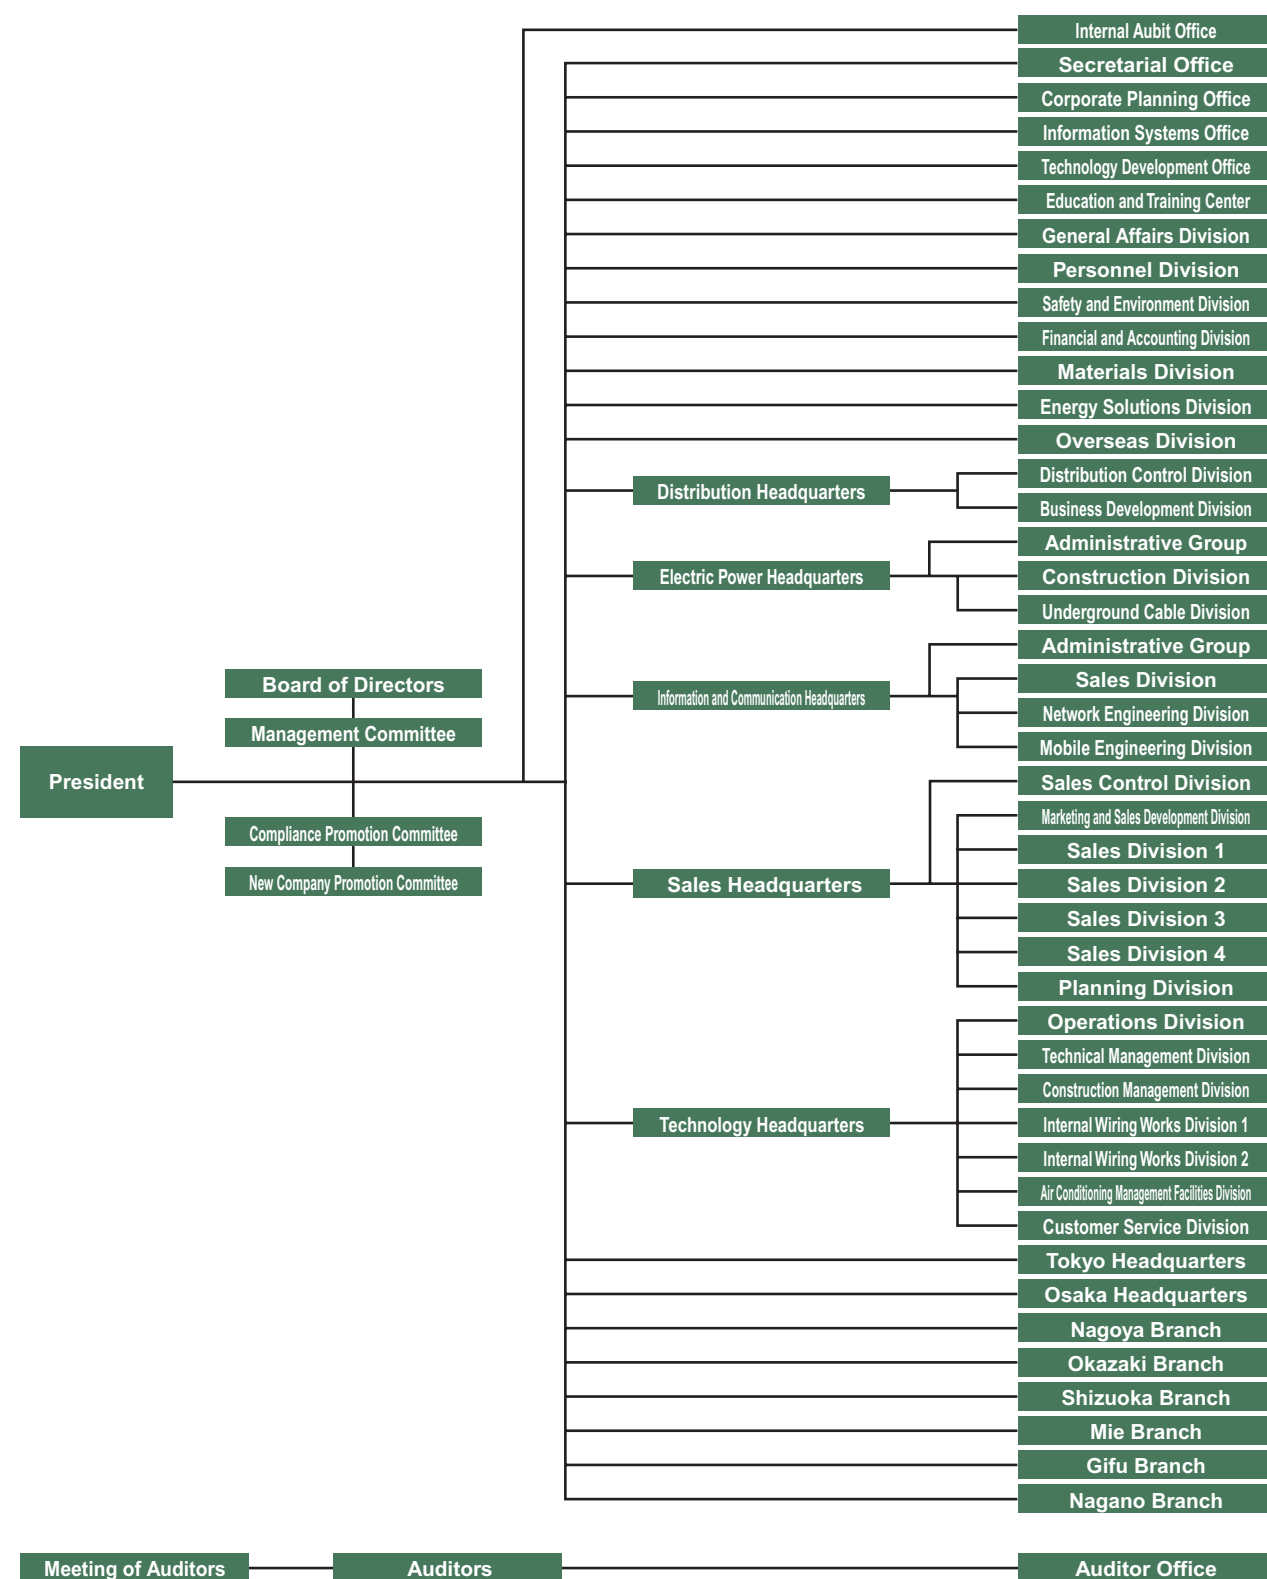 Internal Aubit Office
Secretarial Office
Corporate Planning Office
Information Systems Office
Technology Development Office
Education and Training Center
General Affairs Division
Personnel Division
Safety and Environment Division
Financial and Accounting Division
Materials Division
Energy Solutions Division
Overseas Division
Distribution Headquarters
Distribution Control Division
Business Development Division
Electric Power Headquarters
Administrative Group
Construction Division
Underground Cable Division
Information and Communication Headquarters
Administrative Group
Sales Division
Network Engineering Division
Mobile Engineering Division
Board of Directors
Management Committee
President
Compliance Promotion Committee
New Company Promotion Committee
Sales Headquarters
Sales Control Division
Marketing and Sales Development Division
Sales Division 1
Sales Division 2
Sales Division 3
Sales Division 4
Planning Division
Technology Headquarters
Operations Division
Technical Management Division
Construction Management Division
Internal Wiring Works Division 1
Internal Wiring Works Division 2
Air Conditioning Management Facilities Division
Customer Service Division
Tokyo Headquarters
Osaka Headquarters
Nagoya Branch
Okazaki Branch
Shizuoka Branch
Mie Branch
Gifu Branch
Nagano Branch
Meeting of Auditors
Auditors
Auditor Office